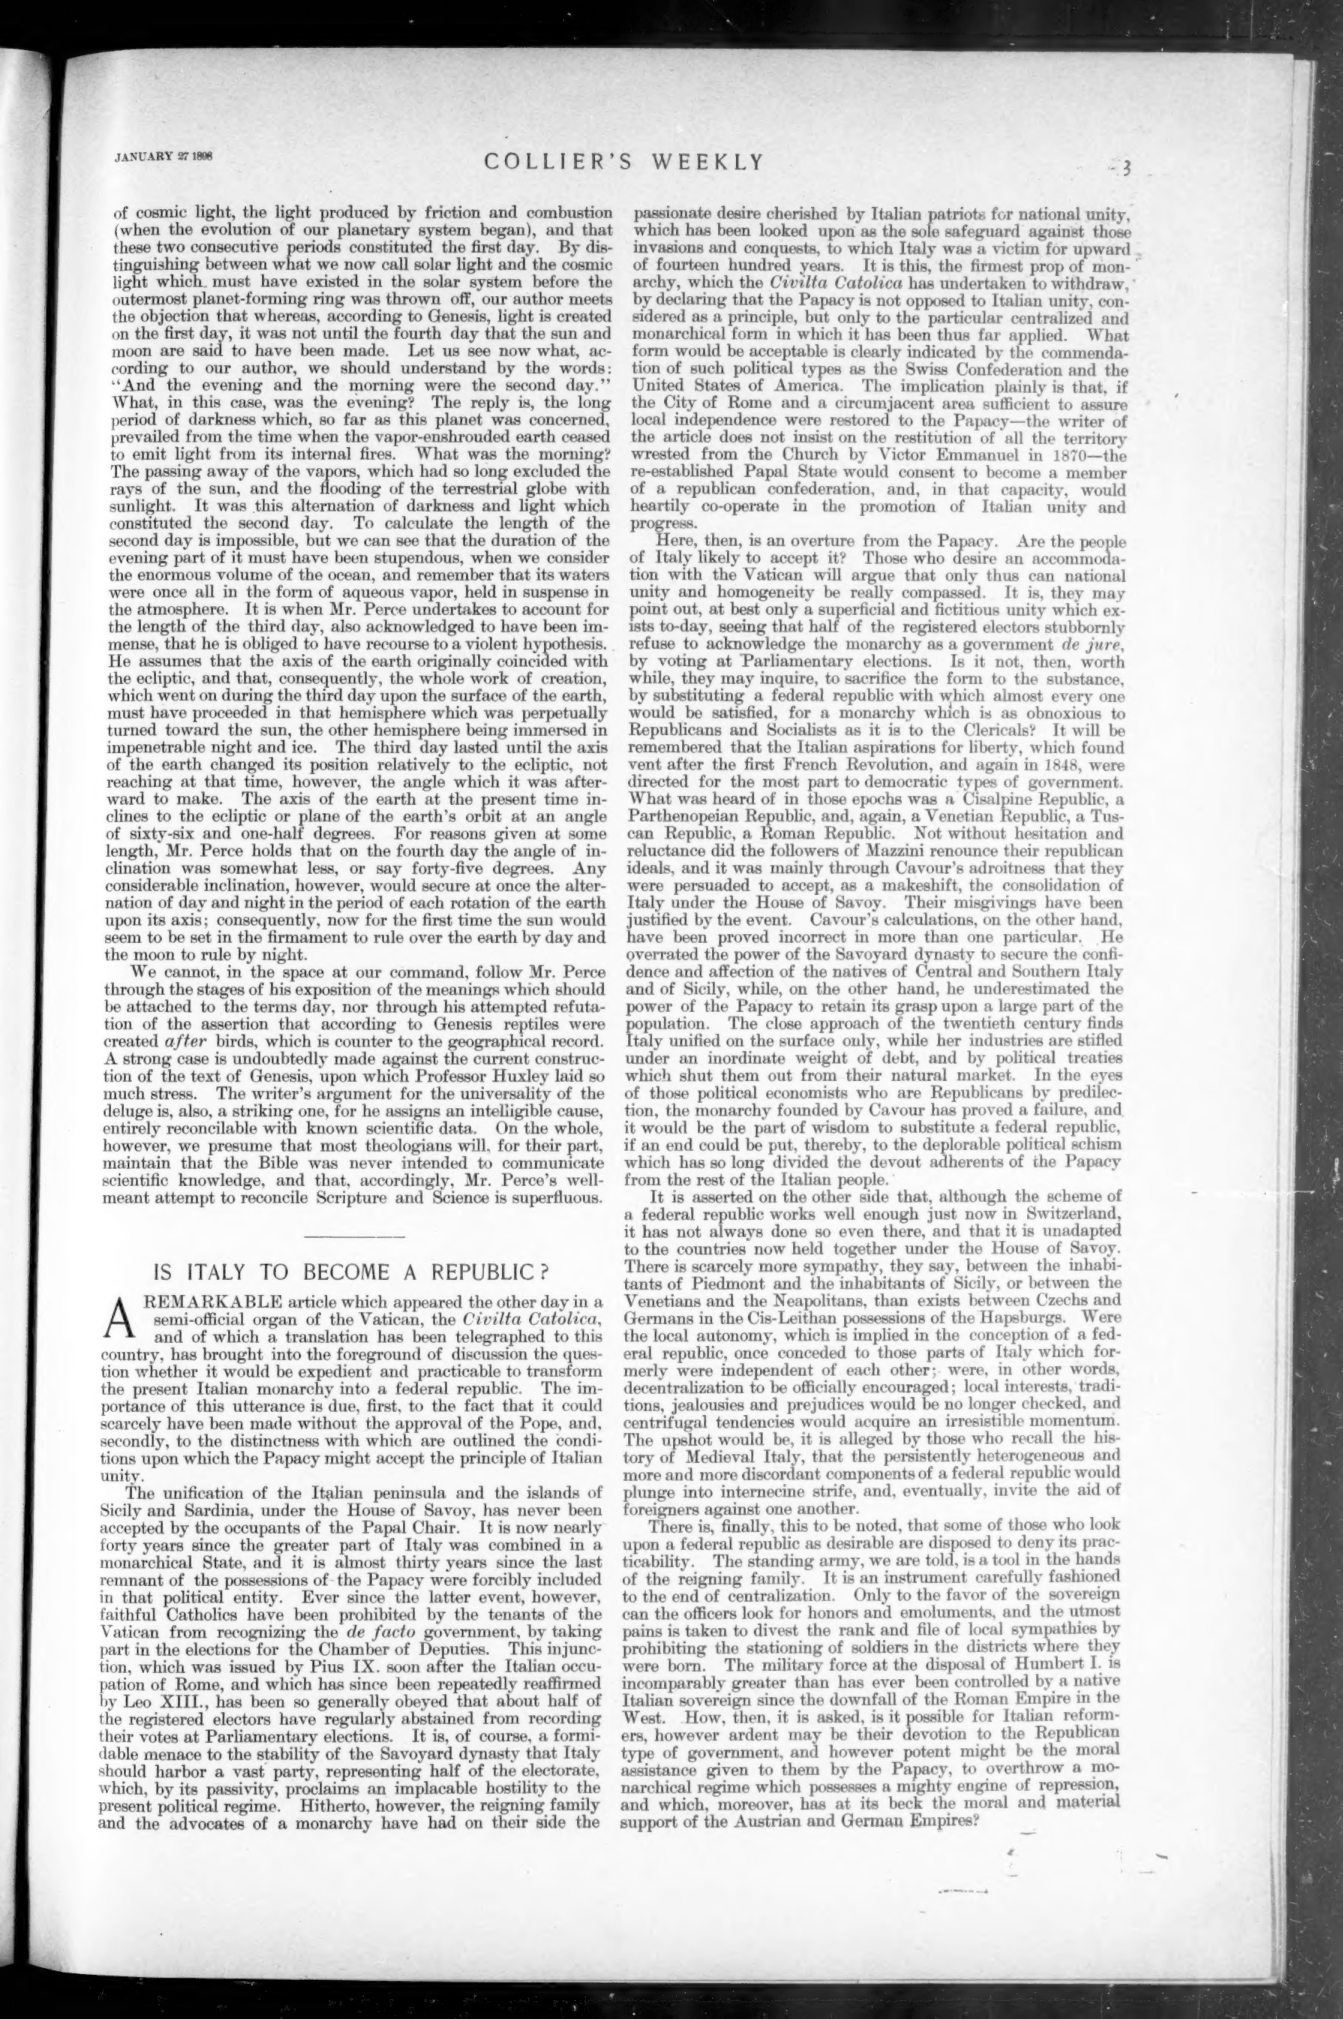 JANUARY 27 1898
COLLIER'S WEEKLY
3
of cosmic light, the light produced by friction and combustion
(when the evolution of our planetary system began), and that
these two consecutive periods constituted the first day. By dis-
tinguishing between what we now call solar light and the cosmic
light which must have existed in the solar system before the
outermost planet-forming ring was thrown off, our author meets
the objection that whereas, according to Genesis, light is created
on the first day, it was not until the fourth day that the sun and
moon are said to have been made. Let us see now what, ac-
cording to our author, we should understand by the words:
"And the evening and the morning were the second day."
What, in this case, was the evening? The reply is, the long
period of darkness which, so far as this planet was concerned,
prevailed from the time when the vapor-enshrouded earth ceased
to emit light from its internal fires. What was the morning?
The passing away of the vapors, which had so long excluded the
rays of the sun, and the flooding of the terrestrial globe with
sunlight. It was this alternation of darkness and light which
constituted the second day. To calculate the length of the
second day is impossible, but we can see that the duration of the
evening part of it must have been stupendous, when we consider
the enormous volume of the ocean, and remember that its waters
were once all in the form of aqueous vapor, held in suspense in
the atmosphere. It is when Mr. Perce undertakes to account for
the length of the third day, also acknowledged to have been im-
mense, that he is obliged to have recourse to a violent hypothesis.
He assumes that the axis of the earth originally coincided with
the ecliptic, and that, consequently, the whole work of creation,
which went on during the third day upon the surface of the earth,
must have proceeded in that hemisphere which was perpetually
turned toward the sun, the other hemisphere being immersed in
impenetrable night and ice. The third day lasted until the axis
of the earth changed its position relatively to the ecliptic, not
reaching at that time, however, the angle which it was after-
ward to make. The axis of the earth at the present time in-
clines to the ecliptic or plane of the earth's orbit at an angle
of sixty-six and one-half degrees. For reasons given at some
length, Mr. Perce holds that on the fourth day the angle of in-
clination was somewhat less, or say forty-five degrees. Any
considerable inclination, however, would secure at once the alter-
nation of day and night in the period of each rotation of the earth
upon its axis; consequently, now for the first time the sun would
seem to be set in the firmament to rule over the earth by day and
the moon to rule by night.
We cannot, in the space at our command, follow Mr. Perce
through the stages of his exposition of the meanings which should
be attached to the terms day, nor through his attempted refuta-
tion of the assertion that according to Genesis reptiles were
created after birds, which is counter to the geographical record.
A strong case is undoubtedly made against the current construc-
tion of the text of Genesis, upon which Professor Huxley laid so
much stress. The writer's argument for the universality of the
deluge is, also, a striking one, for he assigns an intelligible cause,
entirely reconcilable with known scientific data. On the whole,
however, we presume that most theologians will, for their part,
maintain that the Bible was never intended to communicate
scientific knowledge, and that, accordingly, Mr. Perce's well-
meant attempt to reconcile Scripture and Science is superfluous.
IS ITALY TO BECOME A REPUBLIC?
A REMARKABLE article which appeared the other day in a
semi-official organ of the Vatican, the Civilta Catolica,
and of which a translation has been telegraphed to this
country, has brought into the foreground of discussion the ques-
tion whether it would be expedient and practicable to transform
the present Italian monarchy into a federal republic. The im-
portance of this utterance is due, first, to the fact that it could
scarcely have been made without the approval of the Pope, and,
secondly, to the distinctness with which are outlined the condi-
tions upon which the Papacy might accept the principle of Italian
unity.
The unification of the Italian peninsula and the islands of
Sicily and Sardinia, under the House of Savoy, has never been
accepted by the occupants of the Papal Chair. It is now nearly
forty years since the greater part of Italy was combined in a
monarchical State, and it is almost thirty years since the last
remnant of the possessions of the Papacy were forcibly included
in that political entity. Ever since the latter event, however,
faithful Catholics have been prohibited by the tenants of the
Vatican from recognizing the de facto government, by taking
part in the elections for the Chamber of Deputies. This injunc-
tion, which was issued by Pius IX. soon after the Italian occu-
pation of Rome, and which has since been repeatedly reaffirmed
by Leo XIII., has been so generally obeyed that about half of
the registered electors have regularly abstained from recording
their votes at Parliamentary elections. It is, of course, a formi-
dable menace to the stability of the Savoyard dynasty that Italy
should harbor a vast party, representing half of the electorate,
which, by its passivity, proclaims an implacable hostility to the
present political regime. Hitherto, however, the reigning family
and the advocates of a monarchy have had on their side the
passionate desire cherished by Italian patriots for national unity,
which has been looked upon as the sole safeguard against those
invasions and conquests, to which Italy was a victim for upward
of fourteen hundred years. It is this, the firmest prop of mon-
archy, which the Civilta Catolica has undertaken to withdraw,
by declaring that the Papacy is not opposed to Italian unity, con-
sidered as a principle, but only to the particular centralized and
monarchical form in which it has been thus far applied. What
form would be acceptable is clearly indicated by the commenda-
tion of such political types as the Swiss Confederation and the
United States of America. The implication plainly is that, if
the City of Rome and a circumjacent area sufficient to assure
local independence were restored to the Papacy—the writer of
the article does not insist on the restitution of all the territory
wrested from the Church by Victor Emmanuel in 1870—the
re-established Papal State would consent to become a member
of a republican confederation, and, in that capacity, would
heartily co-operate in the promotion of Italian unity and
progress.
Here, then, is an overture from the Papacy. Are the people
of Italy likely to accept it? Those who desire an accommoda-
tion with the Vatican will argue that only thus can national
unity and homogeneity be really compassed. It is, they may
point out, at best only a superficial and fictitious unity which ex-
ists to-day, seeing that half of the registered electors stubbornly
refuse to acknowledge the monarchy as a government de jure,
by voting at Parliamentary elections. Is it not, then, worth
while, they may inquire, to sacrifice the form to the substance,
by substituting a federal republic with which almost every one
would be satisfied, for a monarchy which is as obnoxious to
Republicans and Socialists as it is to the Clericals? It will be
remembered that the Italian aspirations for liberty, which found
vent after the first French Revolution, and again in 1848, were
directed for the most part to democratic types of government.
What was heard of in those epochs was a Cisalpine Republic, a
Parthenopeian Republic, and, again, a Venetian Republic, a Tus-
can Republic, a Roman Republic. Not without hesitation and
reluctance did the followers of Mazzini renounce their republican
ideals, and it was mainly through Cavour's adroitness that they
were persuaded to accept, as a makeshift, the consolidation of
Italy under the House of Savoy. Their misgivings have been
justified by the event. Cavour's calculations, on the other hand,
have been proved incorrect in more than one particular. He
overrated the power of the Savoyard dynasty to secure the confi-
dence and affection of the natives of Central and Southern Italy
and of Sicily, while, on the other hand, he underestimated the
power of the Papacy to retain its grasp upon a large part of the
population. The close approach of the twentieth century finds
Italy unified on the surface only, while her industries are stifled
under an inordinate weight of debt, and by political treaties
which shut them out from their natural market. In the eyes
of those political economists who are Republicans by predilec-
tion, the monarchy founded by Cavour has proved a failure, and
it would be the part of wisdom to substitute a federal republic,
if an end could be put, thereby, to the deplorable political schism
which has so long divided the devout adherents of the Papacy
from the rest of the Italian people.
It is asserted on the other side that, although the scheme of
a federal republic works well enough just now in Switzerland,
it has not always done so even there, and that it is unadapted
to the countries now held together under the House of Savoy.
There is scarcely more sympathy, they say, between the inhabi-
tants of Piedmont and the inhabitants of Sicily, or between the
Venetians and the Neapolitans, than exists between Czechs and
Germans in the Cis-Leithan possessions of the Hapsburgs. Were
the local autonomy, which is implied in the conception of a fed-
eral republic, once conceded to those parts of Italy which for-
merly were independent of each other; were, in other words,
decentralization to be officially encouraged; local interests, tradi-
tions, jealousies and prejudices would be no longer checked, and
centrifugal tendencies would acquire an irresistible momentum.
The upshot would be, it is alleged by those who recall the his-
tory of Medieval Italy, that the persistently heterogeneous and
more and more discordant components of a federal republic would
plunge into internecine strife, and, eventually, invite the aid of
foreigners against one another.
There is, finally, this to be noted, that some of those who look
upon a federal republic as desirable are disposed to deny its prac-
ticability. The standing army, we are told, is a tool in the hands
of the reigning family. It is an instrument carefully fashioned
to the end of centralization. Only to the favor of the sovereign
can the officers look for honors and emoluments, and the utmost
pains is taken to divest the rank and file of local sympathies by
prohibiting the stationing of soldiers in the districts where they
were born. The military force at the disposal of Humbert I. is
incomparably greater than has ever been controlled by a native
Italian sovereign since the downfall of the Roman Empire in the
West. How, then, it is asked, is it possible for Italian reform-
ers, however ardent may be their devotion to the Republican
type of government, and however potent might be the moral
assistance given to them by the Papacy, to overthrow a mo-
narchical regime which possesses a mighty engine of repression,
and which, moreover, has at its beck the moral and material
support of the Austrian and German Empires?